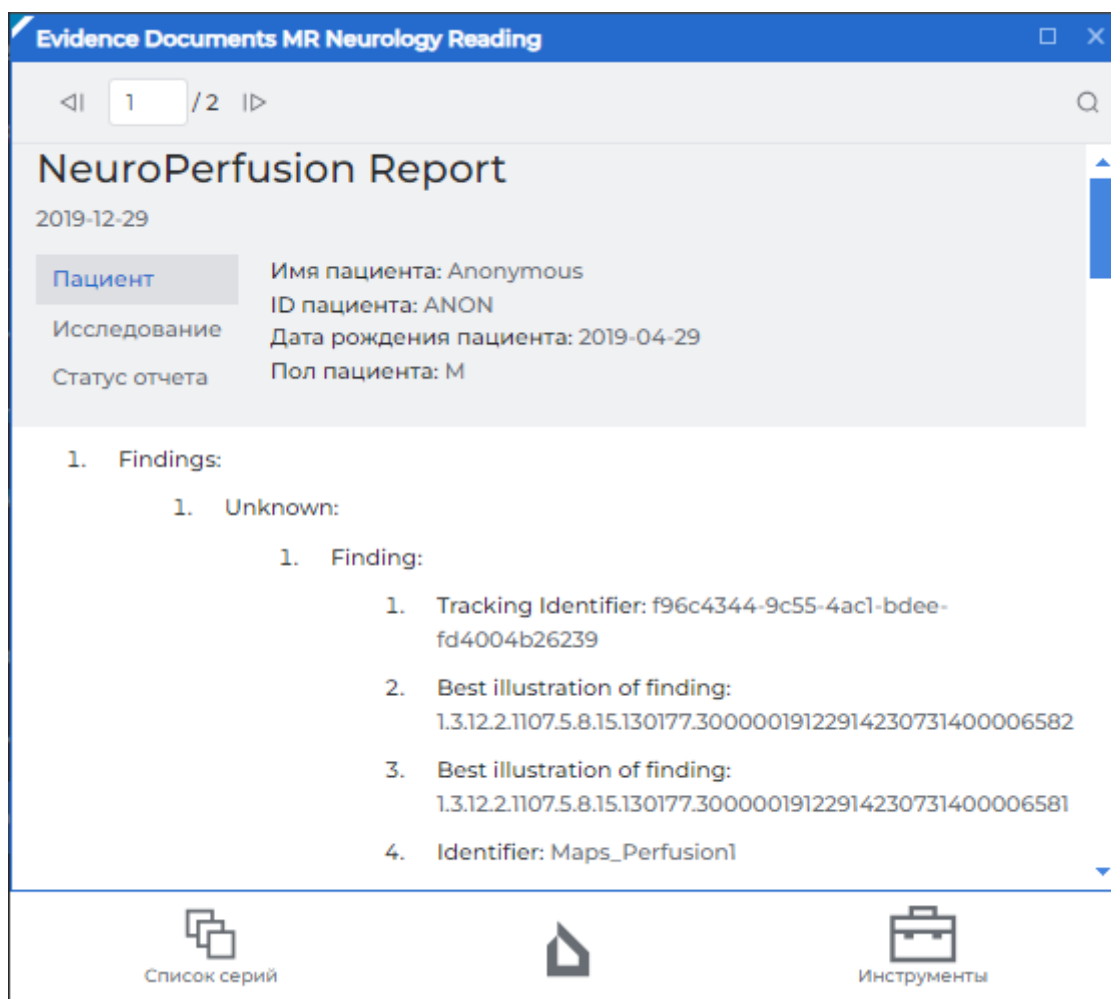 Evidence Documents MR Neurology Reading
1 / 2
NeuroPerfusion Report
2019-12-29
Пациент
Исследование
Статус отчета
Имя пациента: Anonymous
ID пациента: ANON
Дата рождения пациента: 2019-04-29
Пол пациента: M
1. Findings:
1. Unknown:
1. Finding:
1. Tracking Identifier: f96c4344-9c55-4ac1-bdee-
fd4004b26239
2. Best illustration of finding:
1.3.12.2.1107.5.8.15.130177.30000019122914230731400006582
3. Best illustration of finding:
1.3.12.2.1107.5.8.15.130177.30000019122914230731400006581
4. Identifier: Maps_Perfusion1
Список серий
Инструменты